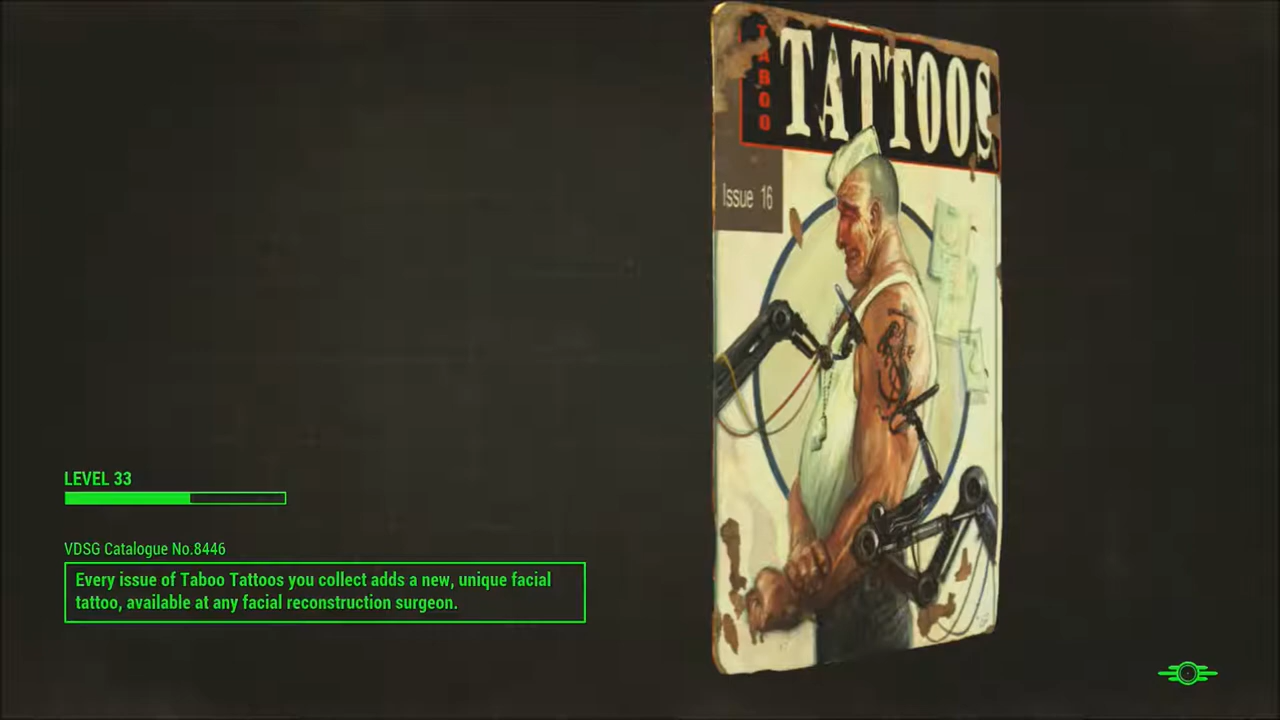 TABOO
TATTOOS
Issue 16
LEVEL 33
VDSG Catalogue No.8446
Every issue of Taboo Tattoos you collect adds a new, unique facial
tattoo, available at any facial reconstruction surgeon.